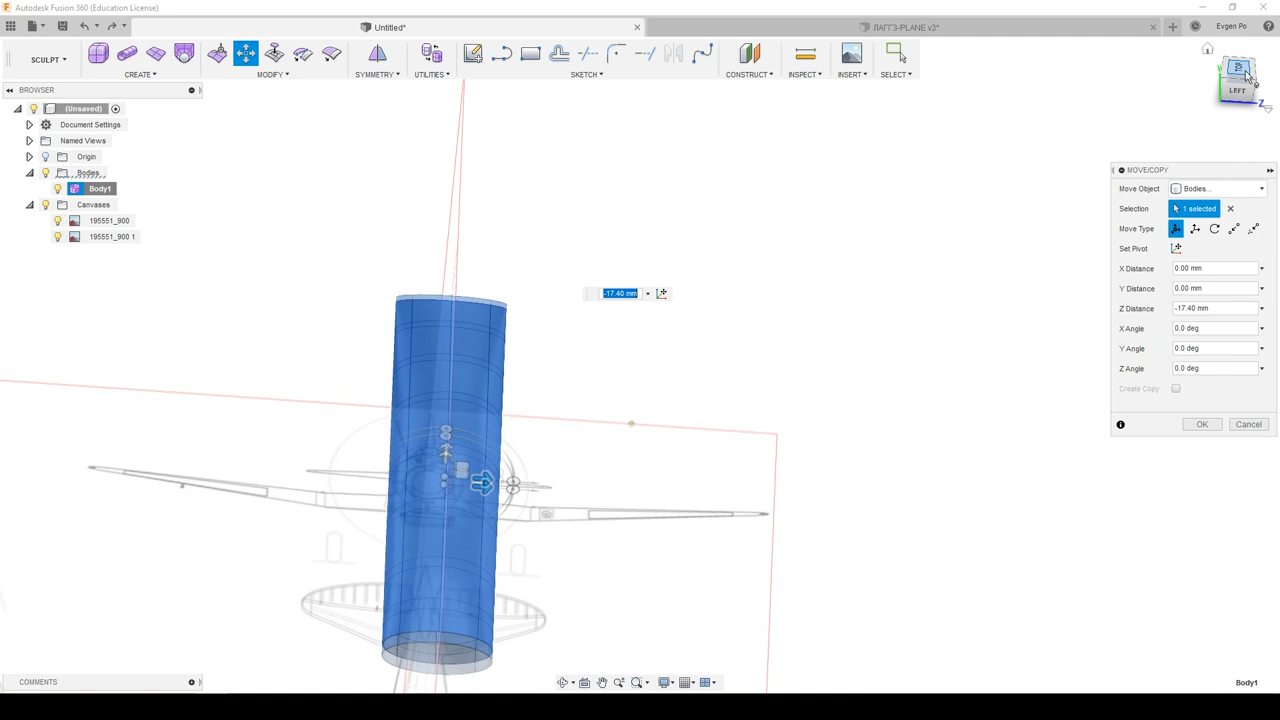 Autodesk Fusion 360 (Education License)
Untitled*
ЛАГГЗ-PLANE v3*
Evgen Po
SCULPT
CREATE
MODIFY
SYMMETRY
UTILITIES
SKETCH
CONSTRUCT
INSPECT
INSERT
SELECT
BROWSER
(Unsaved)
Document Settings
Named Views
Origin
Bodies
Body1
Canvases
195551_900
195551_900 1
LEFT
Z
-17.40 mm
MOVE/COPY
Move Object
Bodies...
Selection
1 selected
Move Type
Set Pivot
X Distance
0.00 mm
Y Distance
0.00 mm
Z Distance
-17.40 mm
X Angle
0.0 deg
Y Angle
0.0 deg
Z Angle
0.0 deg
Create Copy
OK
Cancel
COMMENTS
Body1